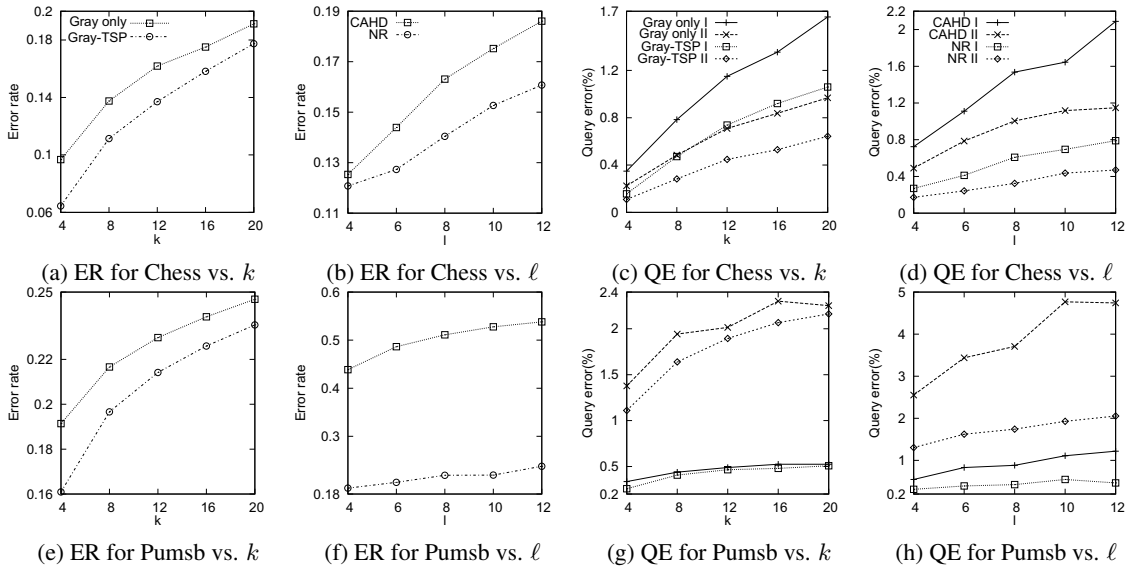 0.2
0.17
0.14
0.1
0.06
Error rate
Gray only
Gray-TSP
4 8 12 16 20
k
(a) ER for Chess vs. k
0.19
0.17
0.15
0.13
0.11
Error rate
CAHD
NR
4 6 8 10 12
l
(b) ER for Chess vs. ℓ
1.7
1.2
0.8
0.4
0
Query error(%)
Gray only I
Gray only II
Gray-TSP I
Gray-TSP II
4 8 12 16 20
k
(c) QE for Chess vs. k
2.2
1.8
1.2
0.8
0.4
0
Query error(%)
CAHD I
CAHD II
NR I
NR II
4 6 8 10 12
l
(d) QE for Chess vs. ℓ
0.25
0.22
0.2
0.18
0.16
Error rate
4 8 12 16 20
k
(e) ER for Pumsb vs. k
0.6
0.5
0.4
0.3
0.18
Error rate
4 6 8 10 12
l
(f) ER for Pumsb vs. ℓ
2.4
2
1.5
1
0.5
0.2
Query error(%)
4 8 12 16 20
k
(g) QE for Pumsb vs. k
5
4
3
2
1
0.2
Query error(%)
4 6 8 10 12
l
(h) QE for Pumsb vs. ℓ